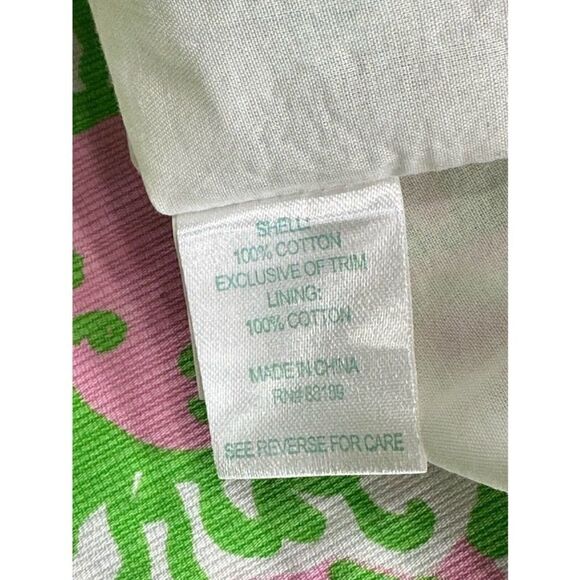 SHELL:
100% COTTON
EXCLUSIVE OF TRIM
LINING:
100% COTTON
MADE IN CHINA
RN# 83199
SEE REVERSE FOR CARE